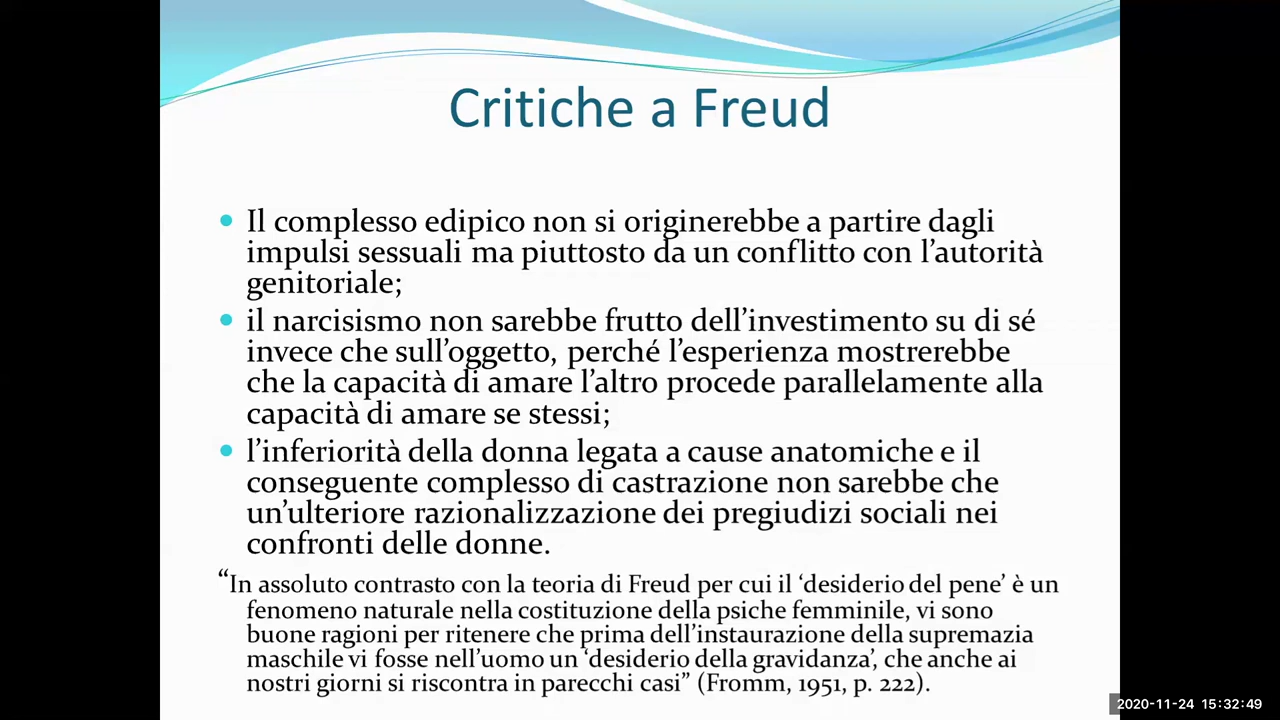 Critiche a Freud
Il complesso edipico non si originerebbe a partire dagli
impulsi sessuali ma piuttosto da un conflitto con l’autorità
genitoriale;
il narcisismo non sarebbe frutto dell’investimento su di sé
invece che sull’oggetto, perché l’esperienza mostrerebbe
che la capacità di amare l’altro procede parallelamente alla
capacità di amare se stessi;
l’inferiorità della donna legata a cause anatomiche e il
conseguente complesso di castrazione non sarebbe che
un’ulteriore razionalizzazione dei pregiudizi sociali nei
confronti delle donne.
“In assoluto contrasto con la teoria di Freud per cui il ‘desiderio del pene’ è un
fenomeno naturale nella costituzione della psiche femminile, vi sono
buone ragioni per ritenere che prima dell’instaurazione della supremazia
maschile vi fosse nell’uomo un ‘desiderio della gravidanza’, che anche ai
nostri giorni si riscontra in parecchi casi” (Fromm, 1951, p. 222).
2020-11-24 15:32:49